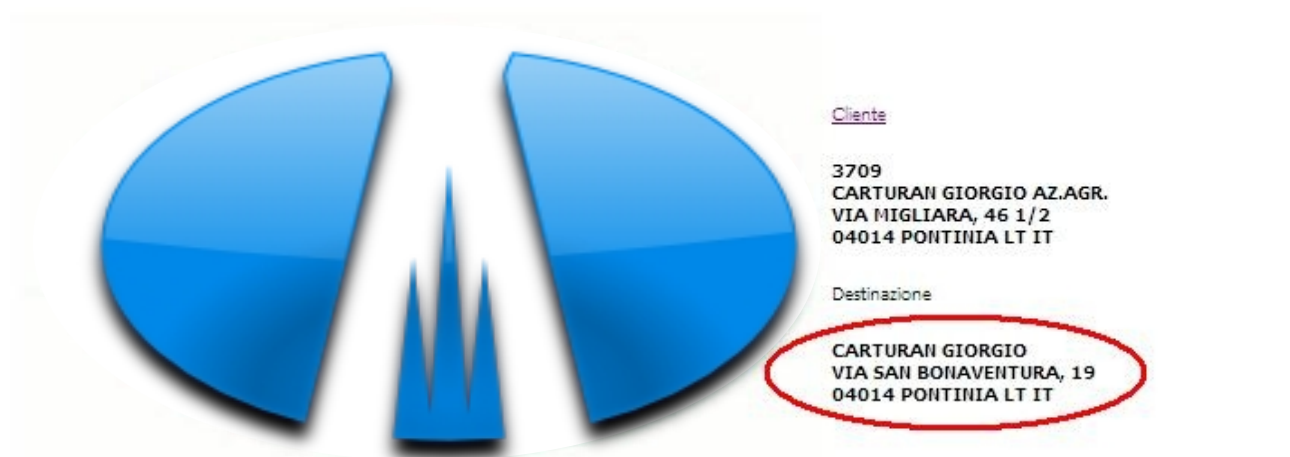 Cliente
3709
CARTURAN GIORGIO AZ.AGR.
VIA MIGLIARA, 46 1/2
04014 PONTINIA LT IT
Destinazione
CARTURAN GIORGIO
VIA SAN BONAVENTURA, 19
04014 PONTINIA LT IT